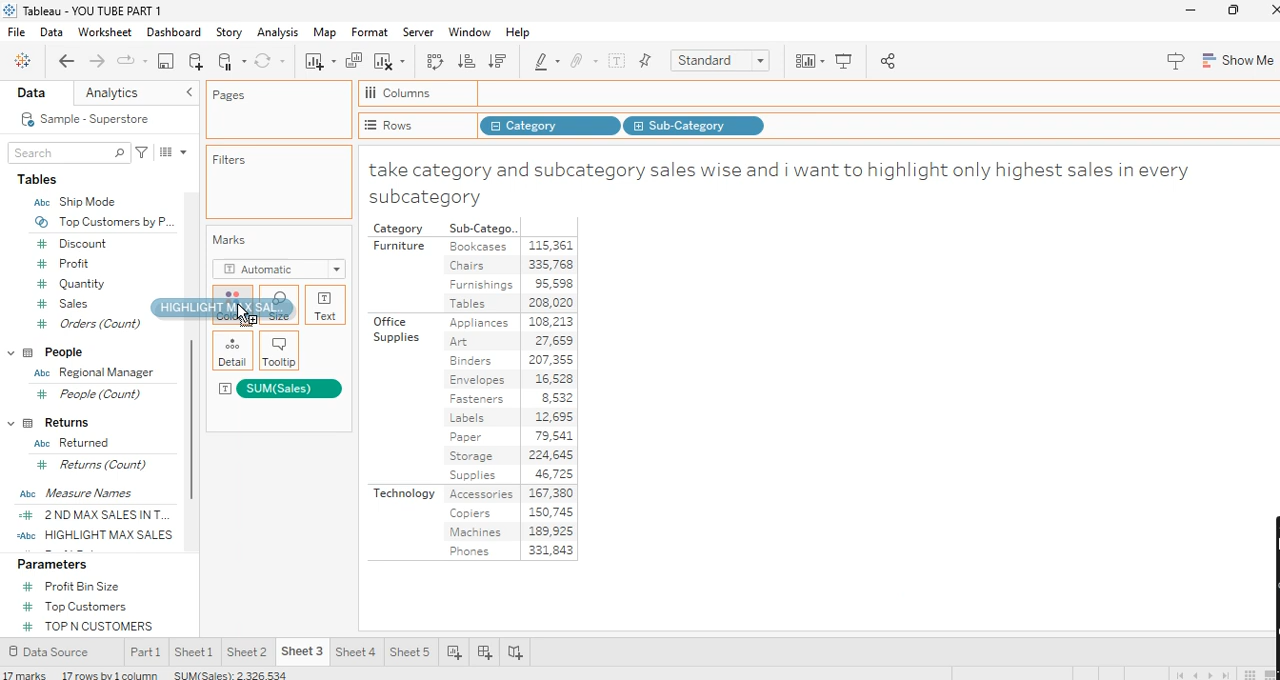 Tableau - YOU TUBE PART 1
File Data Worksheet Dashboard Story Analysis Map Format Server Window Help
Standard
Show Me
Data Analytics
Sample - Superstore
Search
Tables
Abc Ship Mode
Top Customers by P...
Discount
Profit
Quantity
Sales
Orders (Count)
People
Abc Regional Manager
People (Count)
Returns
Abc Returned
Returns (Count)
Abc Measure Names
2 ND MAX SALES IN T...
=Abc HIGHLIGHT MAX SALES
Parameters
Profit Bin Size
Top Customers
TOP N CUSTOMERS
Pages
Filters
Marks
Automatic
HIGHLIGHT MAX SAL..
Color Size Text
Detail Tooltip
SUM(Sales)
Columns
Rows Category Sub-Category
take category and subcategory sales wise and i want to highlight only highest sales in every
subcategory
Category Sub-Catego..
Furniture Bookcases 115,361
Chairs 335,768
Furnishings 95,598
Tables 208,020
Office Supplies Appliances 108,213
Art 27,659
Binders 207,355
Envelopes 16,528
Fasteners 8,532
Labels 12,695
Paper 79,541
Storage 224,645
Supplies 46,725
Technology Accessories 167,380
Copiers 150,745
Machines 189,925
Phones 331,843
Data Source Part 1 Sheet 1 Sheet 2 Sheet 3 Sheet 4 Sheet 5
17 marks 17 rows by 1 column SUM(Sales): 2,326,534